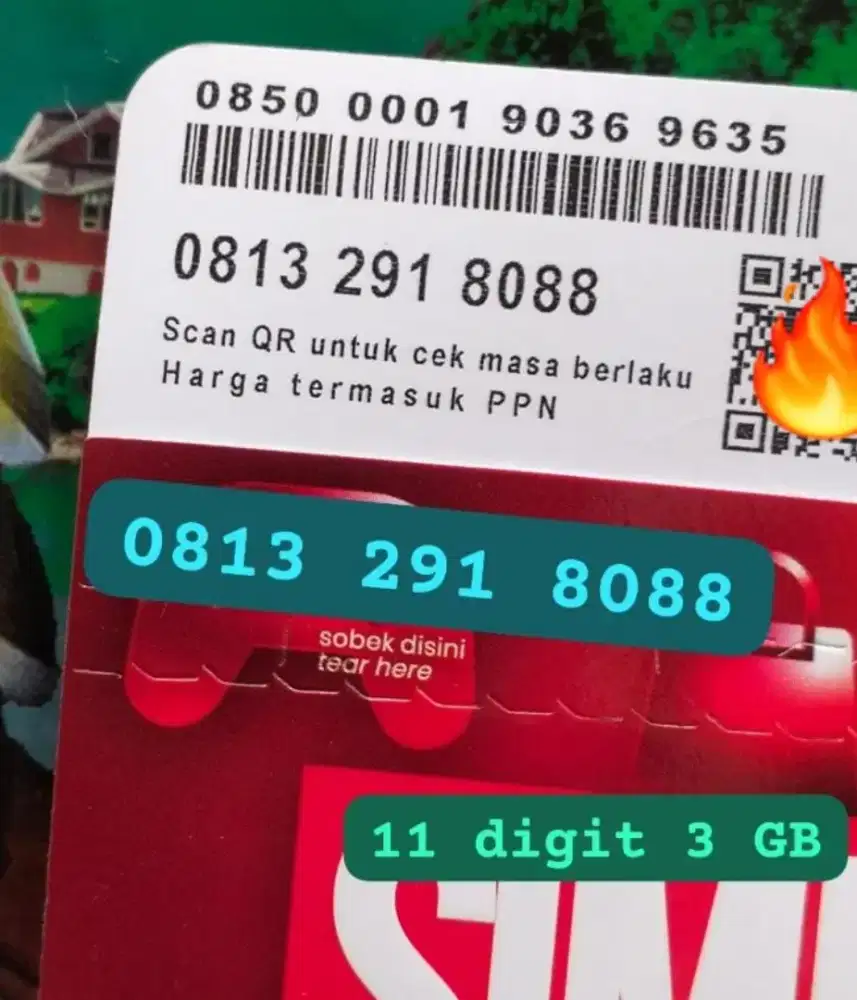 0850 0001 9036 9635
0813 291 8088
Scan QR untuk cek masa berlaku
Harga termasuk PPN
0813 291 8088
sobek disini
tear here
11 digit 3 GB